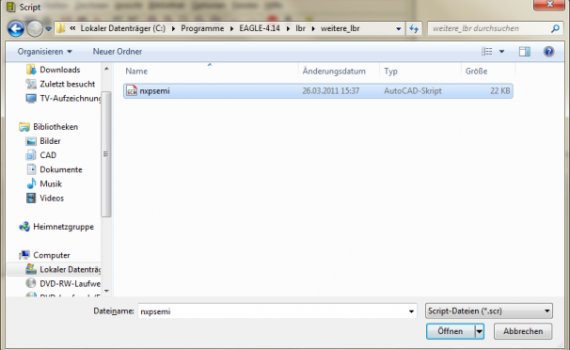 Script
« Lokaler Datenträger (C:) ▸ Programme ▸ EAGLE-4.14 ▸ lbr ▸ weitere_lbr
weitere_lbr durchsuchen
Organisieren
Neuer Ordner
Name
Änderungsdatum
Typ
Größe
nxpsemi
26.03.2011 15:37
AutoCAD-Skript
22 KB
Downloads
Zuletzt besucht
TV-Aufzeichnung
Bibliotheken
Bilder
CAD
Dokumente
Musik
Videos
Heimnetzgruppe
Computer
Lokaler Datenträg
DVD-RW-Laufwe
Dateiname:
nxpsemi
Script-Dateien (*.scr)
Öffnen
Abbrechen